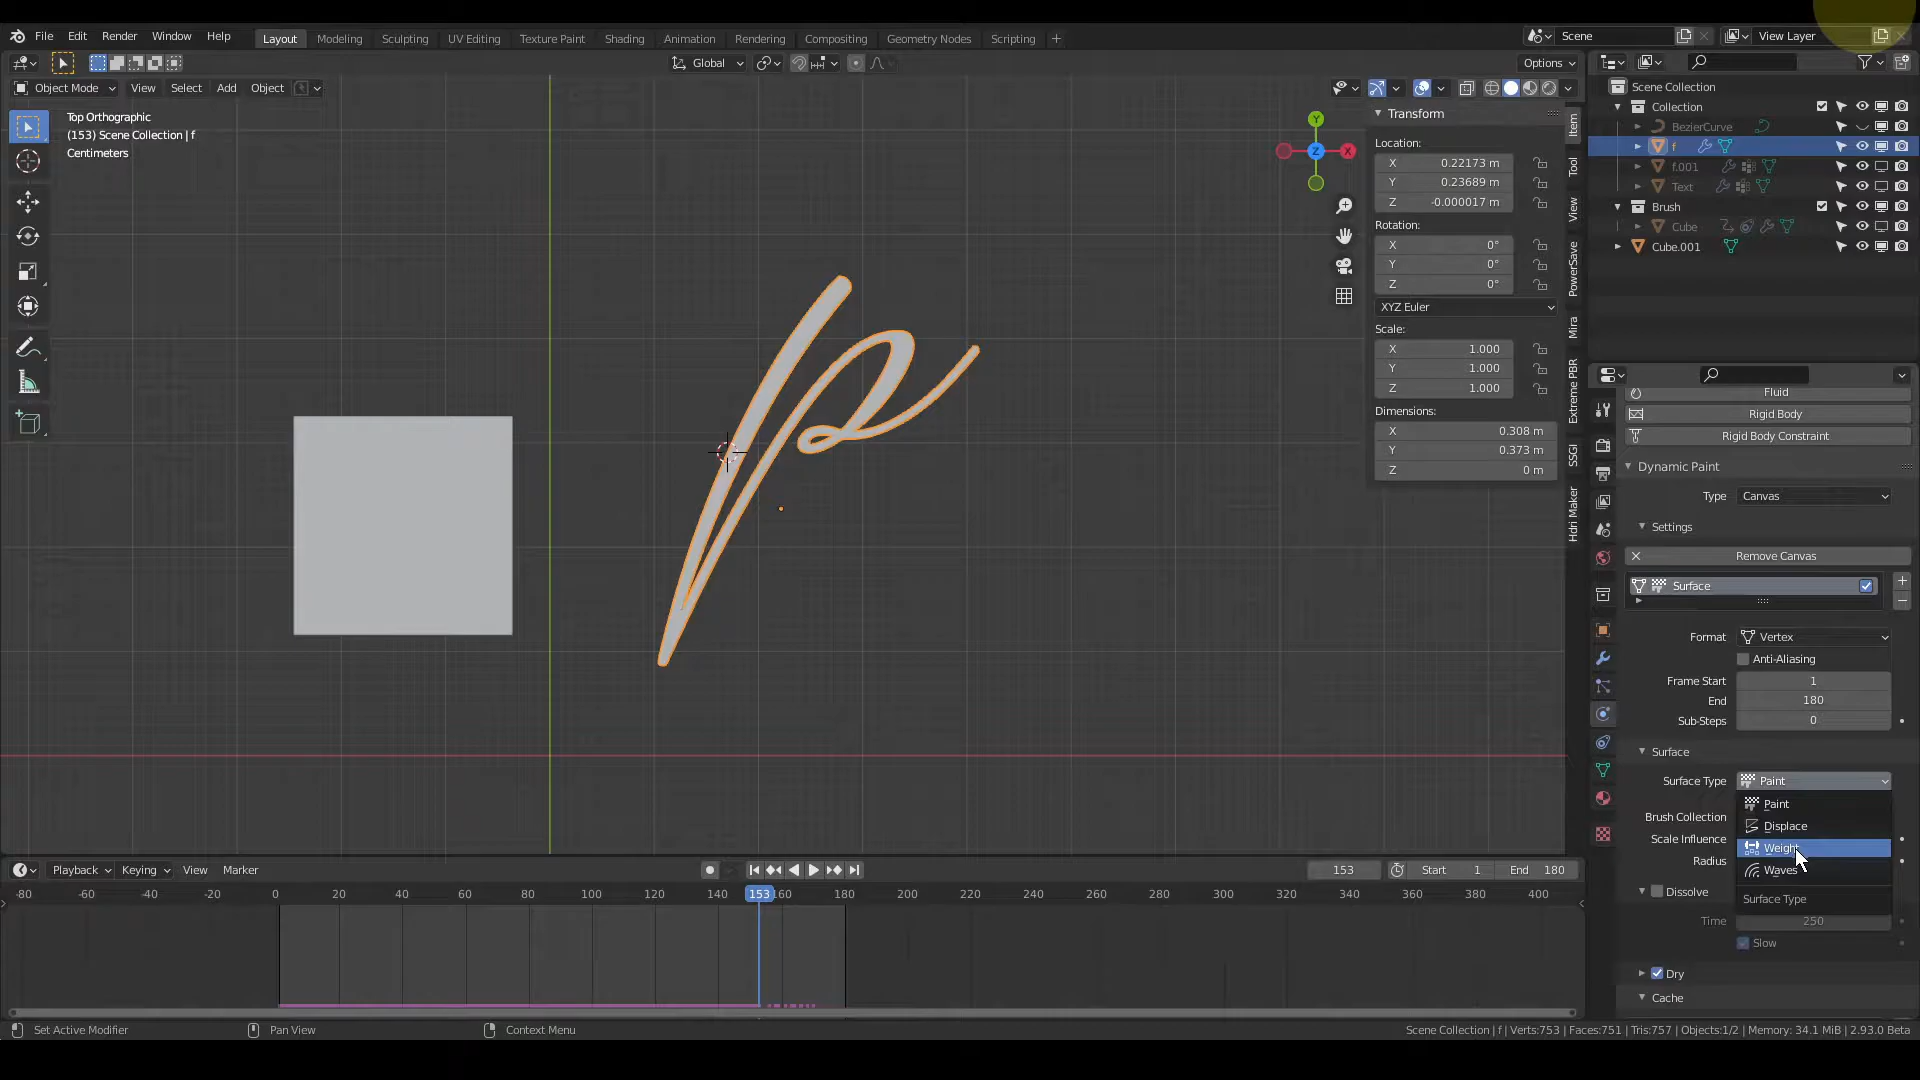 File Edit Render Window Help
Layout Modeling Sculpting UV Editing Texture Paint Shading Animation Rendering Compositing Geometry Nodes Scripting +
Scene
View Layer
Global
Options
Object Mode View Select Add Object
Top Orthographic
(153) Scene Collection | f
Centimeters
Y
X
Z
Transform
Location:
X 0.22173 m
Y 0.23689 m
Z -0.000017 m
Rotation:
X 0°
Y 0°
Z 0°
XYZ Euler
Scale:
X 1.000
Y 1.000
Z 1.000
Dimensions:
X 0.308 m
Y 0.373 m
Z 0 m
Item
Tool
View
PowerSave
Mira
Extreme PBR
SSGI
Hdri Maker
Scene Collection
Collection
BezierCurve
f
f.001
Text
Brush
Cube
Cube.001
Fluid
Rigid Body
Rigid Body Constraint
Dynamic Paint
Type Canvas
Settings
Remove Canvas
Surface
Format Vertex
Anti-Aliasing
Frame Start 1
End 180
Sub-Steps 0
Surface
Surface Type Paint
Paint
Brush Collection
Displace
Scale Influence
Weight
Radius
Waves
Dissolve
Surface Type
Time 250
Slow
Dry
Cache
Playback Keying View Marker
153 Start 1 End 180
-80 -60 -40 -20 0 20 40 60 80 100 120 140 153 160 180 200 220 240 260 280 300 320 340 360 380 400
Set Active Modifier Pan View Context Menu
Scene Collection | f | Verts:753 | Faces:751 | Tris:757 | Objects:1/2 | Memory: 34.1 MiB | 2.93.0 Beta